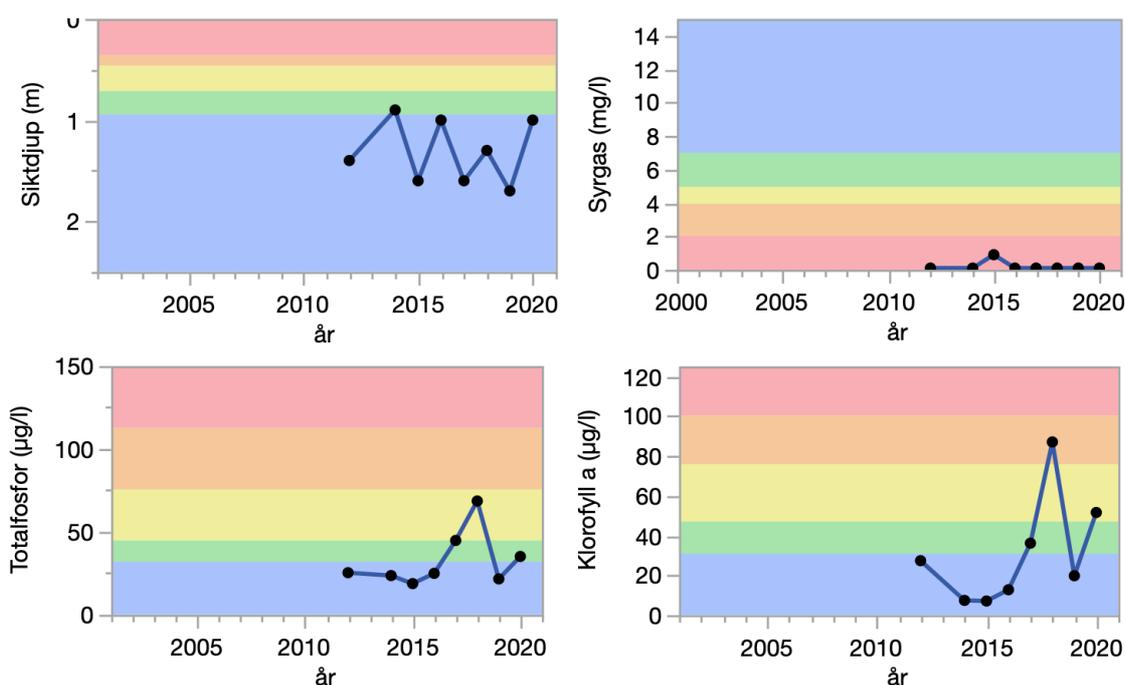 Siktdjup (m)
0
1
2
2005 2010 2015 2020
år
Syrgas (mg/l)
14
12
10
8
6
4
2
0
2000 2005 2010 2015 2020
år
Totalfosfor (µg/l)
150
100
50
0
2005 2010 2015 2020
år
Klorofyll a (µg/l)
120
100
80
60
40
20
0
2005 2010 2015 2020
år